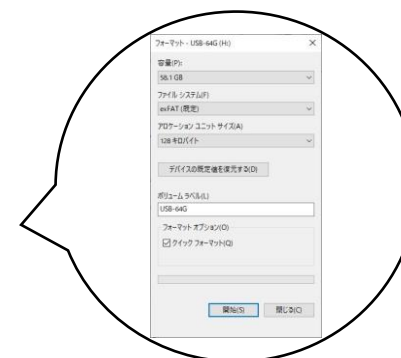 フォーマット - USB-64G (H:)
容量(P):
58.1 GB
ファイル システム(F)
exFAT (既定)
アロケーション ユニット サイズ(A)
128 キロバイト
デバイスの既定値を復元する(D)
ボリューム ラベル(L)
USB-64G
フォーマット オプション(O)
クイック フォーマット(Q)
開始(S) 閉じる(C)